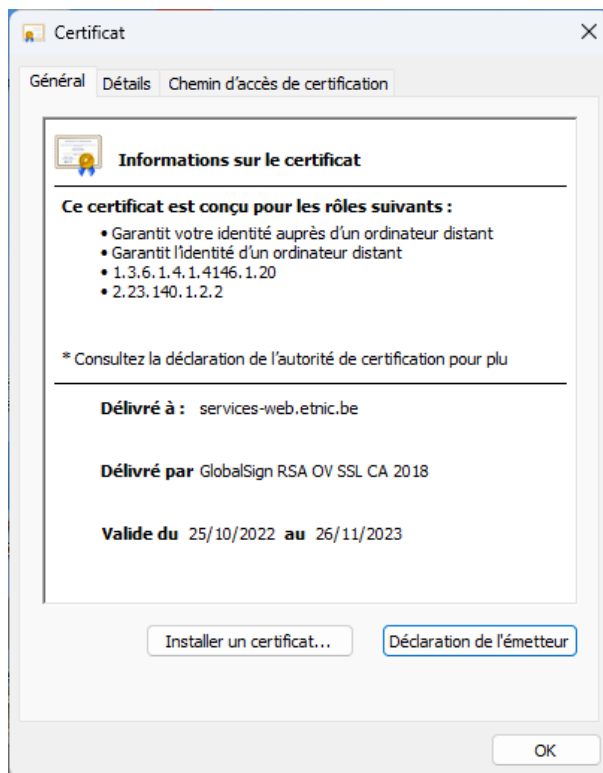 Certificat
Général Détails Chemin d'accès de certification
Informations sur le certificat
Ce certificat est conçu pour les rôles suivants :
• Garantit votre identité auprès d'un ordinateur distant
• Garantit l'identité d'un ordinateur distant
• 1.3.6.1.4.1.4146.1.20
• 2.23.140.1.2.2
* Consultez la déclaration de l'autorité de certification pour plu
Délivré à : services-web.etnic.be
Délivré par GlobalSign RSA OV SSL CA 2018
Valide du 25/10/2022 au 26/11/2023
Installer un certificat... Déclaration de l'émetteur
OK